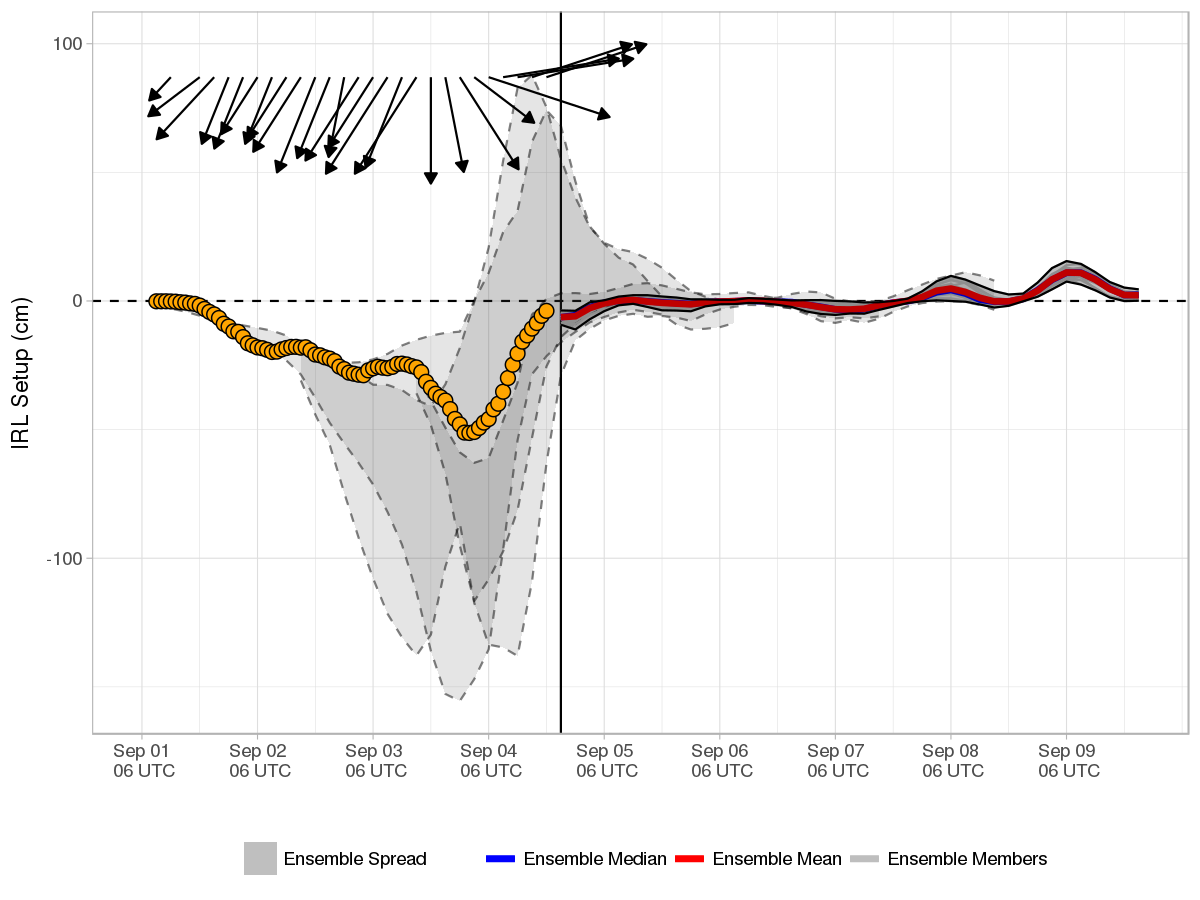 100
0
-100
IRL Setup (cm)
Sep 01 Sep 02 Sep 03 Sep 04 Sep 05 Sep 06 Sep 07 Sep 08 Sep 09
06 UTC 06 UTC 06 UTC 06 UTC 06 UTC 06 UTC 06 UTC 06 UTC 06 UTC
Ensemble Spread Ensemble Median Ensemble Mean Ensemble Members